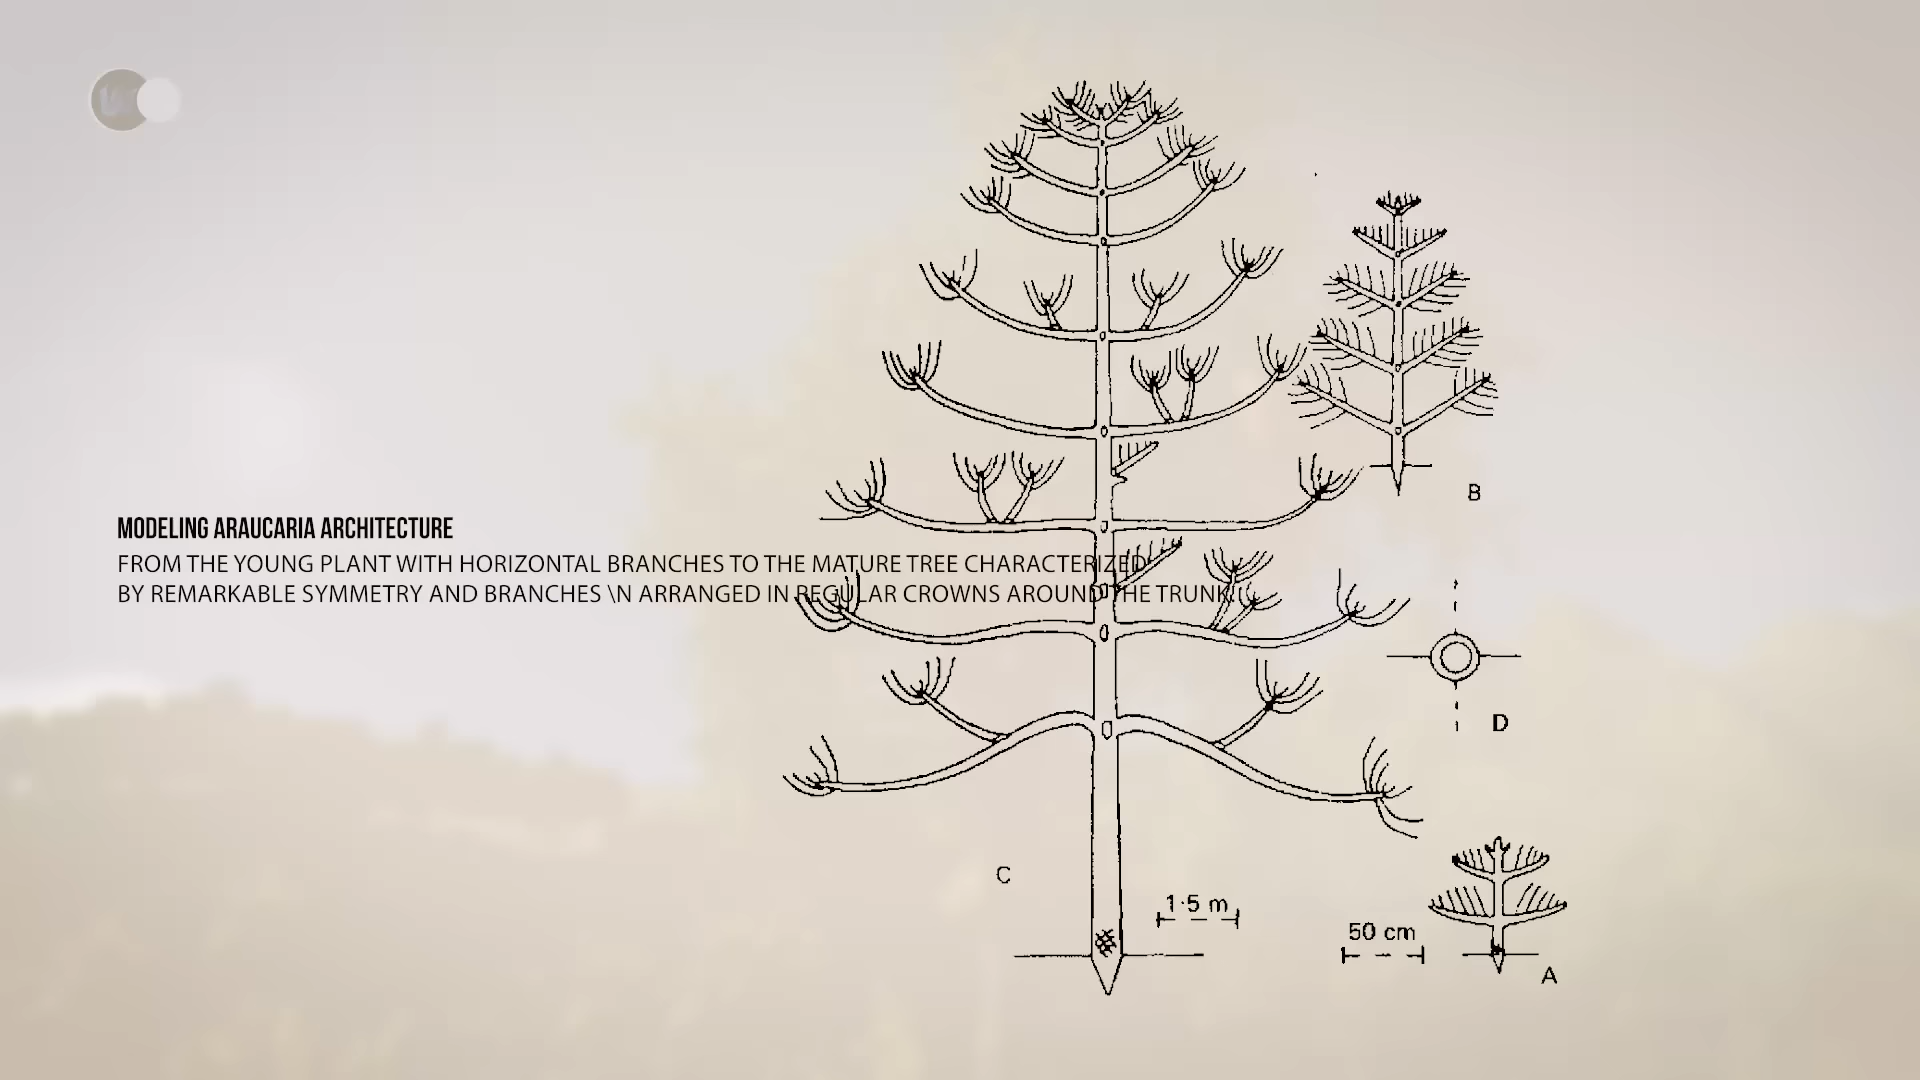 MODELING ARAUCARIA ARCHITECTURE
FROM THE YOUNG PLANT WITH HORIZONTAL BRANCHES TO THE MATURE TREE CHARACTERIZED
BY REMARKABLE SYMMETRY AND BRANCHES \N ARRANGED IN REGULAR CROWNS AROUND THE TRUNK.
B
D
C
1·5 m
50 cm
A